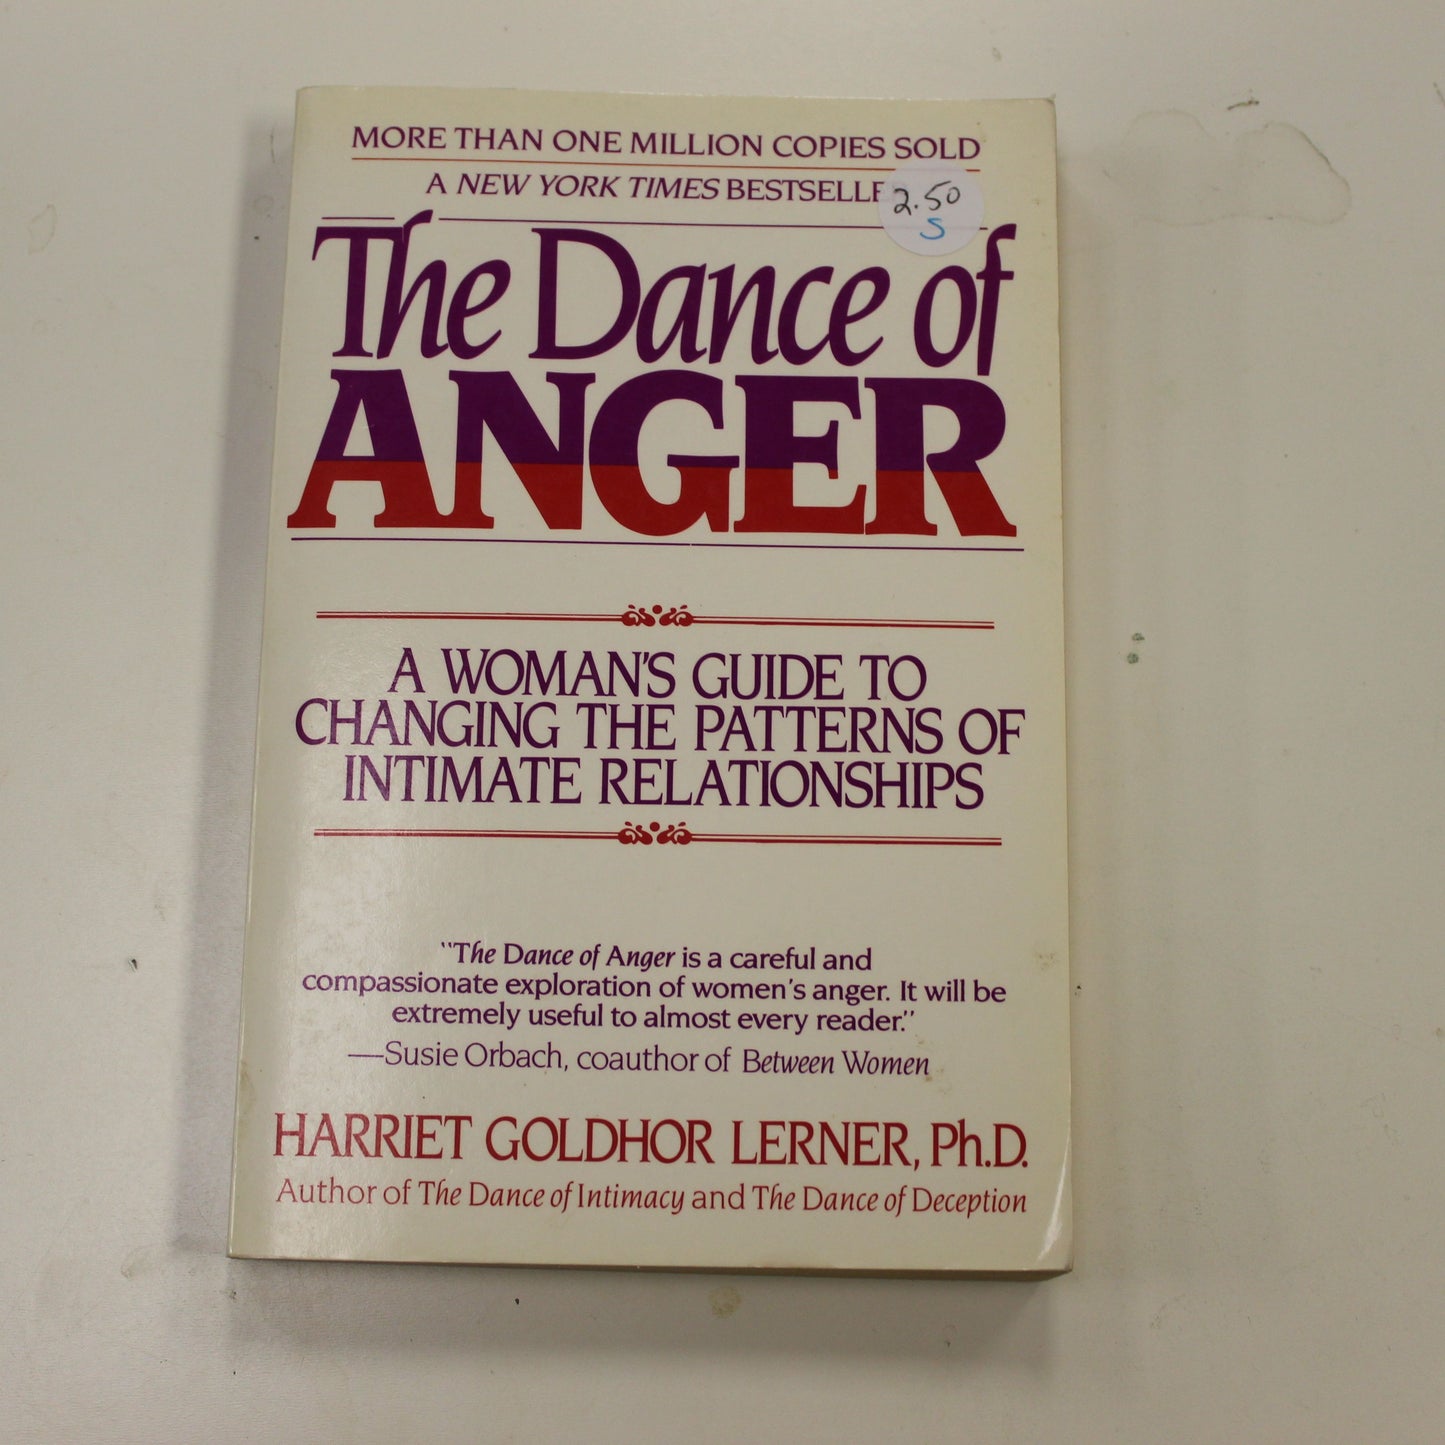 MORE THAN ONE MILLION COPIES SOLD
A NEW YORK TIMES BESTSELLE
2.50
S
The Dance of
ANGER
A WOMAN'S GUIDE TO
CHANGING THE PATTERNS OF
INTIMATE RELATIONSHIPS
"The Dance of Anger is a careful and
compassionate exploration of women's anger. It will be
extremely useful to almost every reader."
—Susie Orbach, coauthor of Between Women
HARRIET GOLDHOR LERNER, Ph.D.
Author of The Dance of Intimacy and The Dance of Deception